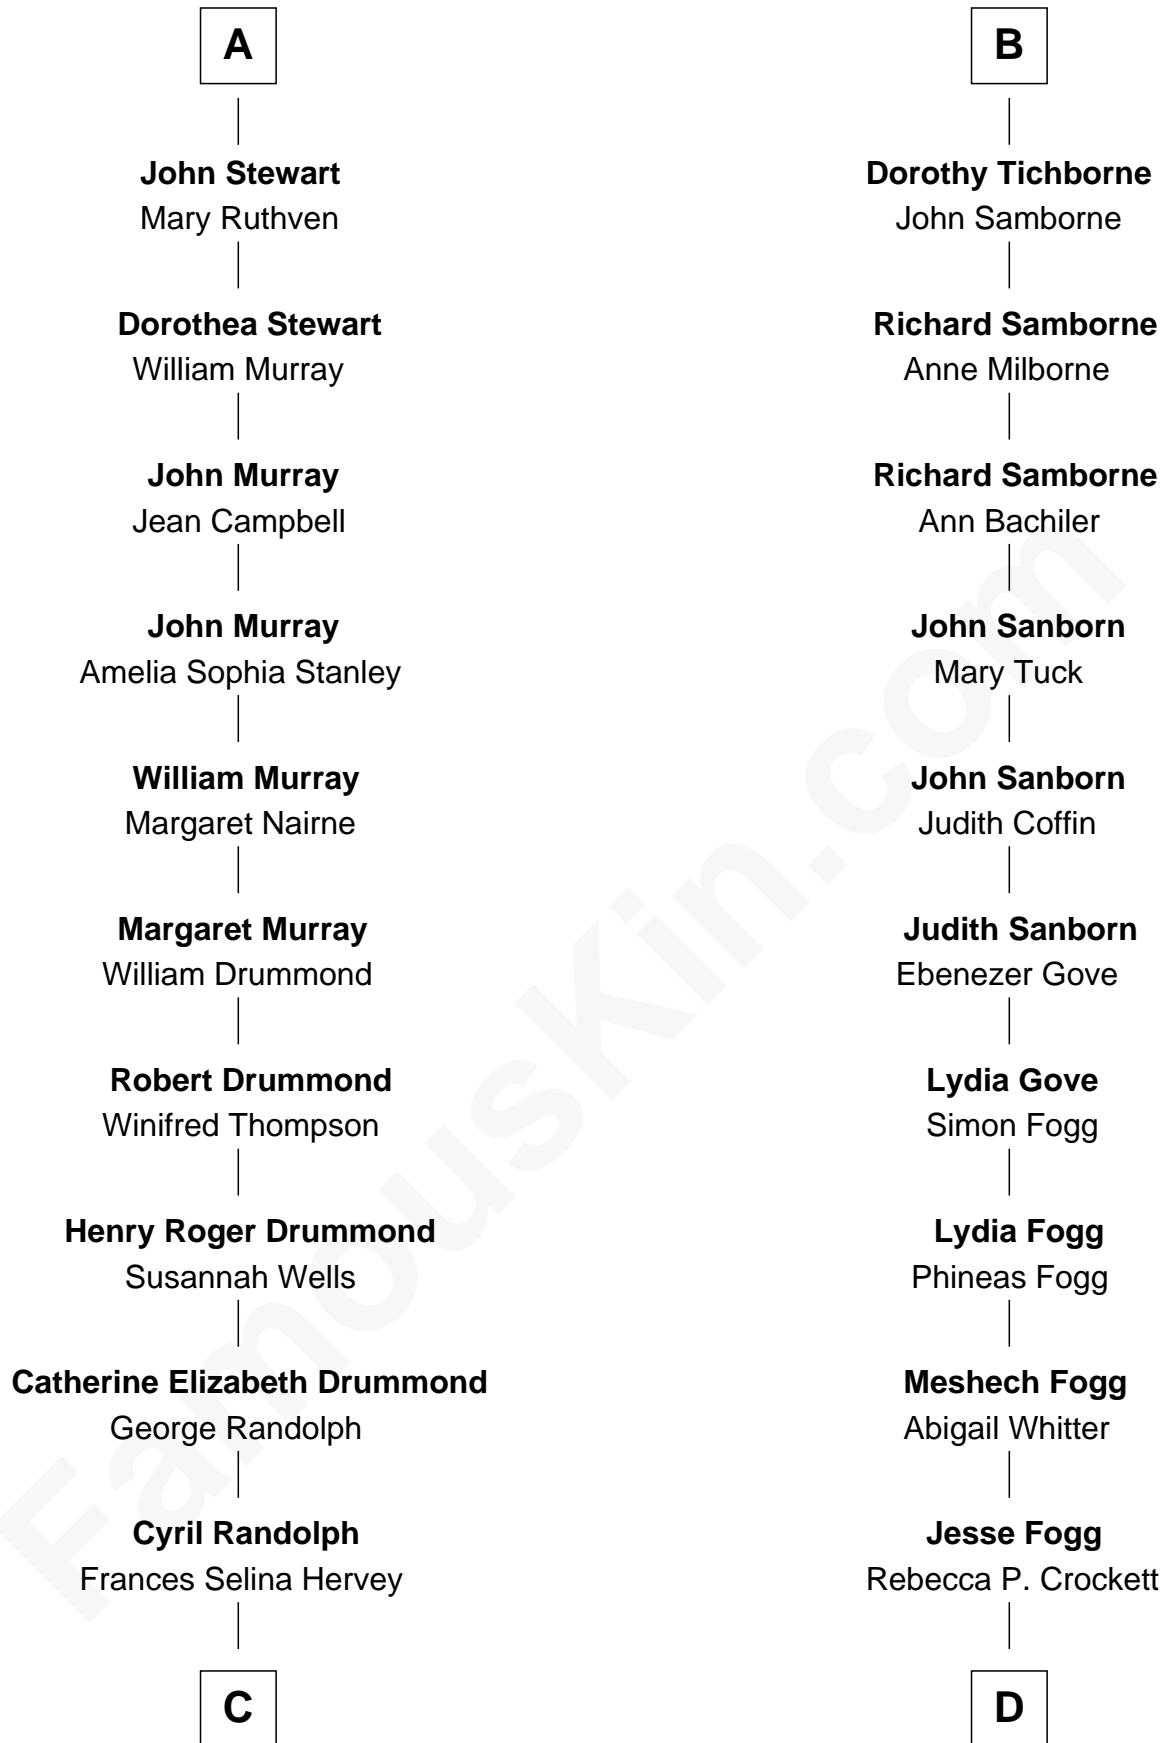 A
John Stewart
Mary Ruthven
Dorothea Stewart
William Murray
John Murray
Jean Campbell
John Murray
Amelia Sophia Stanley
William Murray
Margaret Nairne
Margaret Murray
William Drummond
Robert Drummond
Winifred Thompson
Henry Roger Drummond
Susannah Wells
Catherine Elizabeth Drummond
George Randolph
Cyril Randolph
Frances Selina Hervey
C
B
Dorothy Tichborne
John Samborne
Richard Samborne
Anne Milborne
Richard Samborne
Ann Bachiler
John Sanborn
Mary Tuck
John Sanborn
Judith Coffin
Judith Sanborn
Ebenezer Gove
Lydia Gove
Simon Fogg
Lydia Fogg
Phineas Fogg
Meshech Fogg
Abigail Whitter
Jesse Fogg
Rebecca P. Crockett
D
FamousKin.com